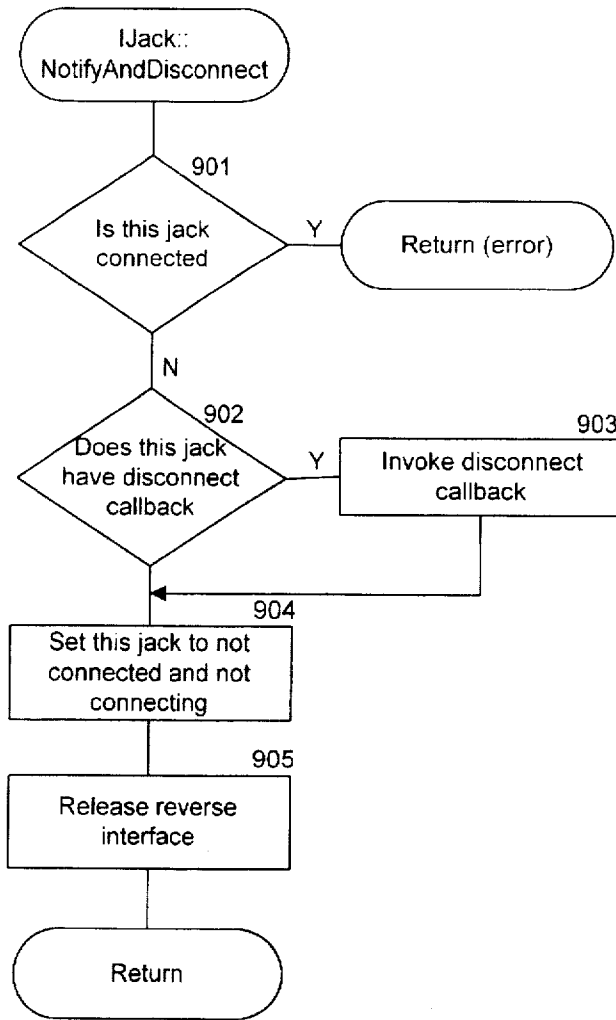 IJack::
NotifyAndDisconnect
901
Is this jack
connected
Y
Return (error)
N
902
Does this jack
have disconnect
callback
Y
903
Invoke disconnect
callback
904
Set this jack to not
connected and not
connecting
905
Release reverse
interface
Return